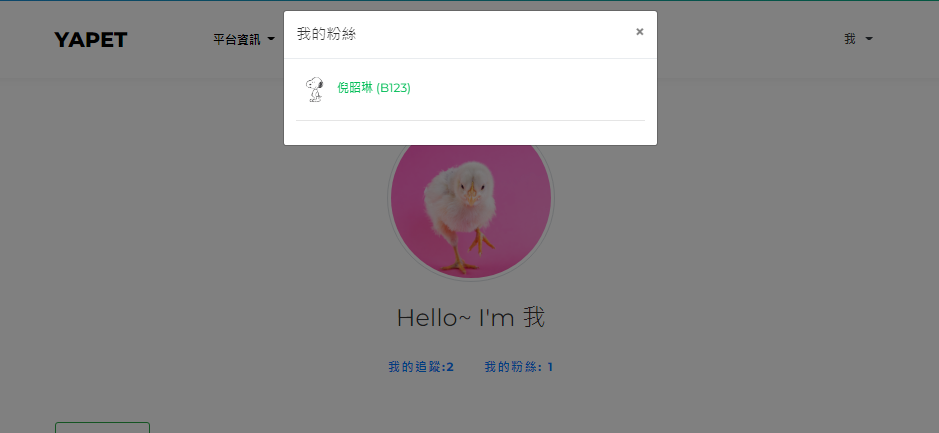 YAPET
平台資訊
我
我的粉絲
×
倪昭琳 (B123)
Hello~ I'm 我
我的追蹤:2
我的粉絲: 1